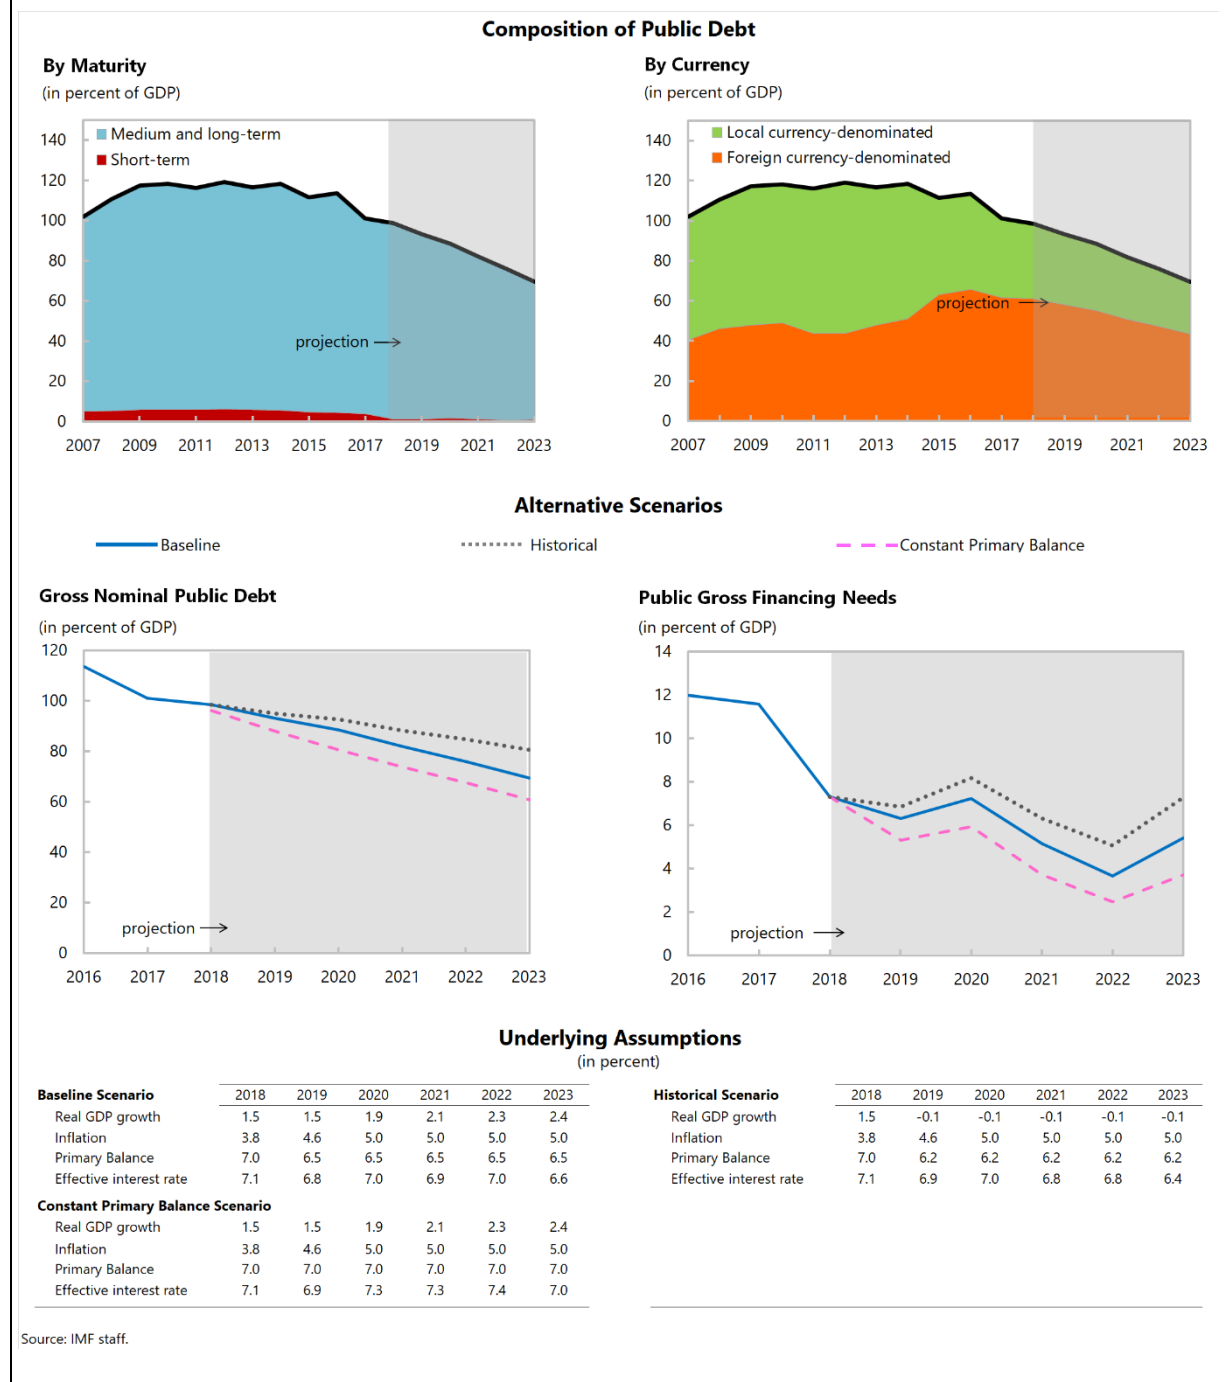 Composition of Public Debt
By Maturity
(in percent of GDP)
Medium and long-term
Short-term
140
120
100
80
60
40
20
0
projection
2007 2009 2011 2013 2015 2017 2019 2021 2023
By Currency
(in percent of GDP)
Local currency-denominated
Foreign currency-denominated
140
120
100
80
60
40
20
0
projection
2007 2009 2011 2013 2015 2017 2019 2021 2023
Alternative Scenarios
Baseline Historical Constant Primary Balance
Gross Nominal Public Debt
(in percent of GDP)
120
100
80
60
40
20
0
projection
2016 2017 2018 2019 2020 2021 2022 2023
Public Gross Financing Needs
(in percent of GDP)
14
12
10
8
6
4
2
0
projection
2016 2017 2018 2019 2020 2021 2022 2023
Underlying Assumptions
(in percent)
Baseline Scenario 2018 2019 2020 2021 2022 2023
Real GDP growth 1.5 1.5 1.9 2.1 2.3 2.4
Inflation 3.8 4.6 5.0 5.0 5.0 5.0
Primary Balance 7.0 6.5 6.5 6.5 6.5 6.5
Effective interest rate 7.1 6.8 7.0 6.9 7.0 6.6
Constant Primary Balance Scenario
Real GDP growth 1.5 1.5 1.9 2.1 2.3 2.4
Inflation 3.8 4.6 5.0 5.0 5.0 5.0
Primary Balance 7.0 7.0 7.0 7.0 7.0 7.0
Effective interest rate 7.1 6.9 7.3 7.3 7.4 7.0
Historical Scenario 2018 2019 2020 2021 2022 2023
Real GDP growth 1.5 -0.1 -0.1 -0.1 -0.1 -0.1
Inflation 3.8 4.6 5.0 5.0 5.0 5.0
Primary Balance 7.0 6.2 6.2 6.2 6.2 6.2
Effective interest rate 7.1 6.9 7.0 6.8 6.8 6.4
Source: IMF staff.